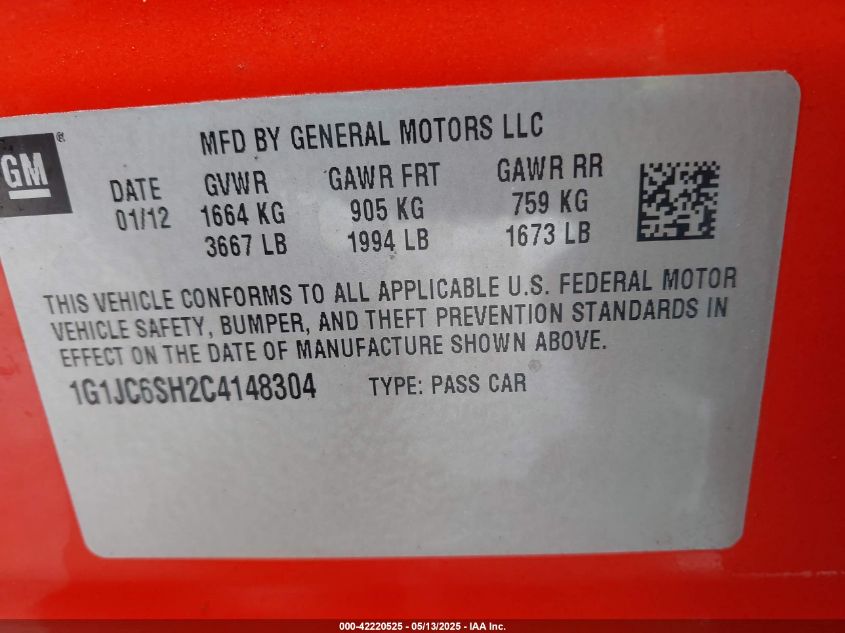 GM®
MFD BY GENERAL MOTORS LLC
DATE GVWR GAWR FRT GAWR RR
01/12 1664 KG 905 KG 759 KG
3667 LB 1994 LB 1673 LB
THIS VEHICLE CONFORMS TO ALL APPLICABLE U.S. FEDERAL MOTOR
VEHICLE SAFETY, BUMPER, AND THEFT PREVENTION STANDARDS IN
EFFECT ON THE DATE OF MANUFACTURE SHOWN ABOVE.
1G1JC6SH2C4148304 TYPE: PASS CAR
000-42220525 - 05/13/2025 - IAA Inc.